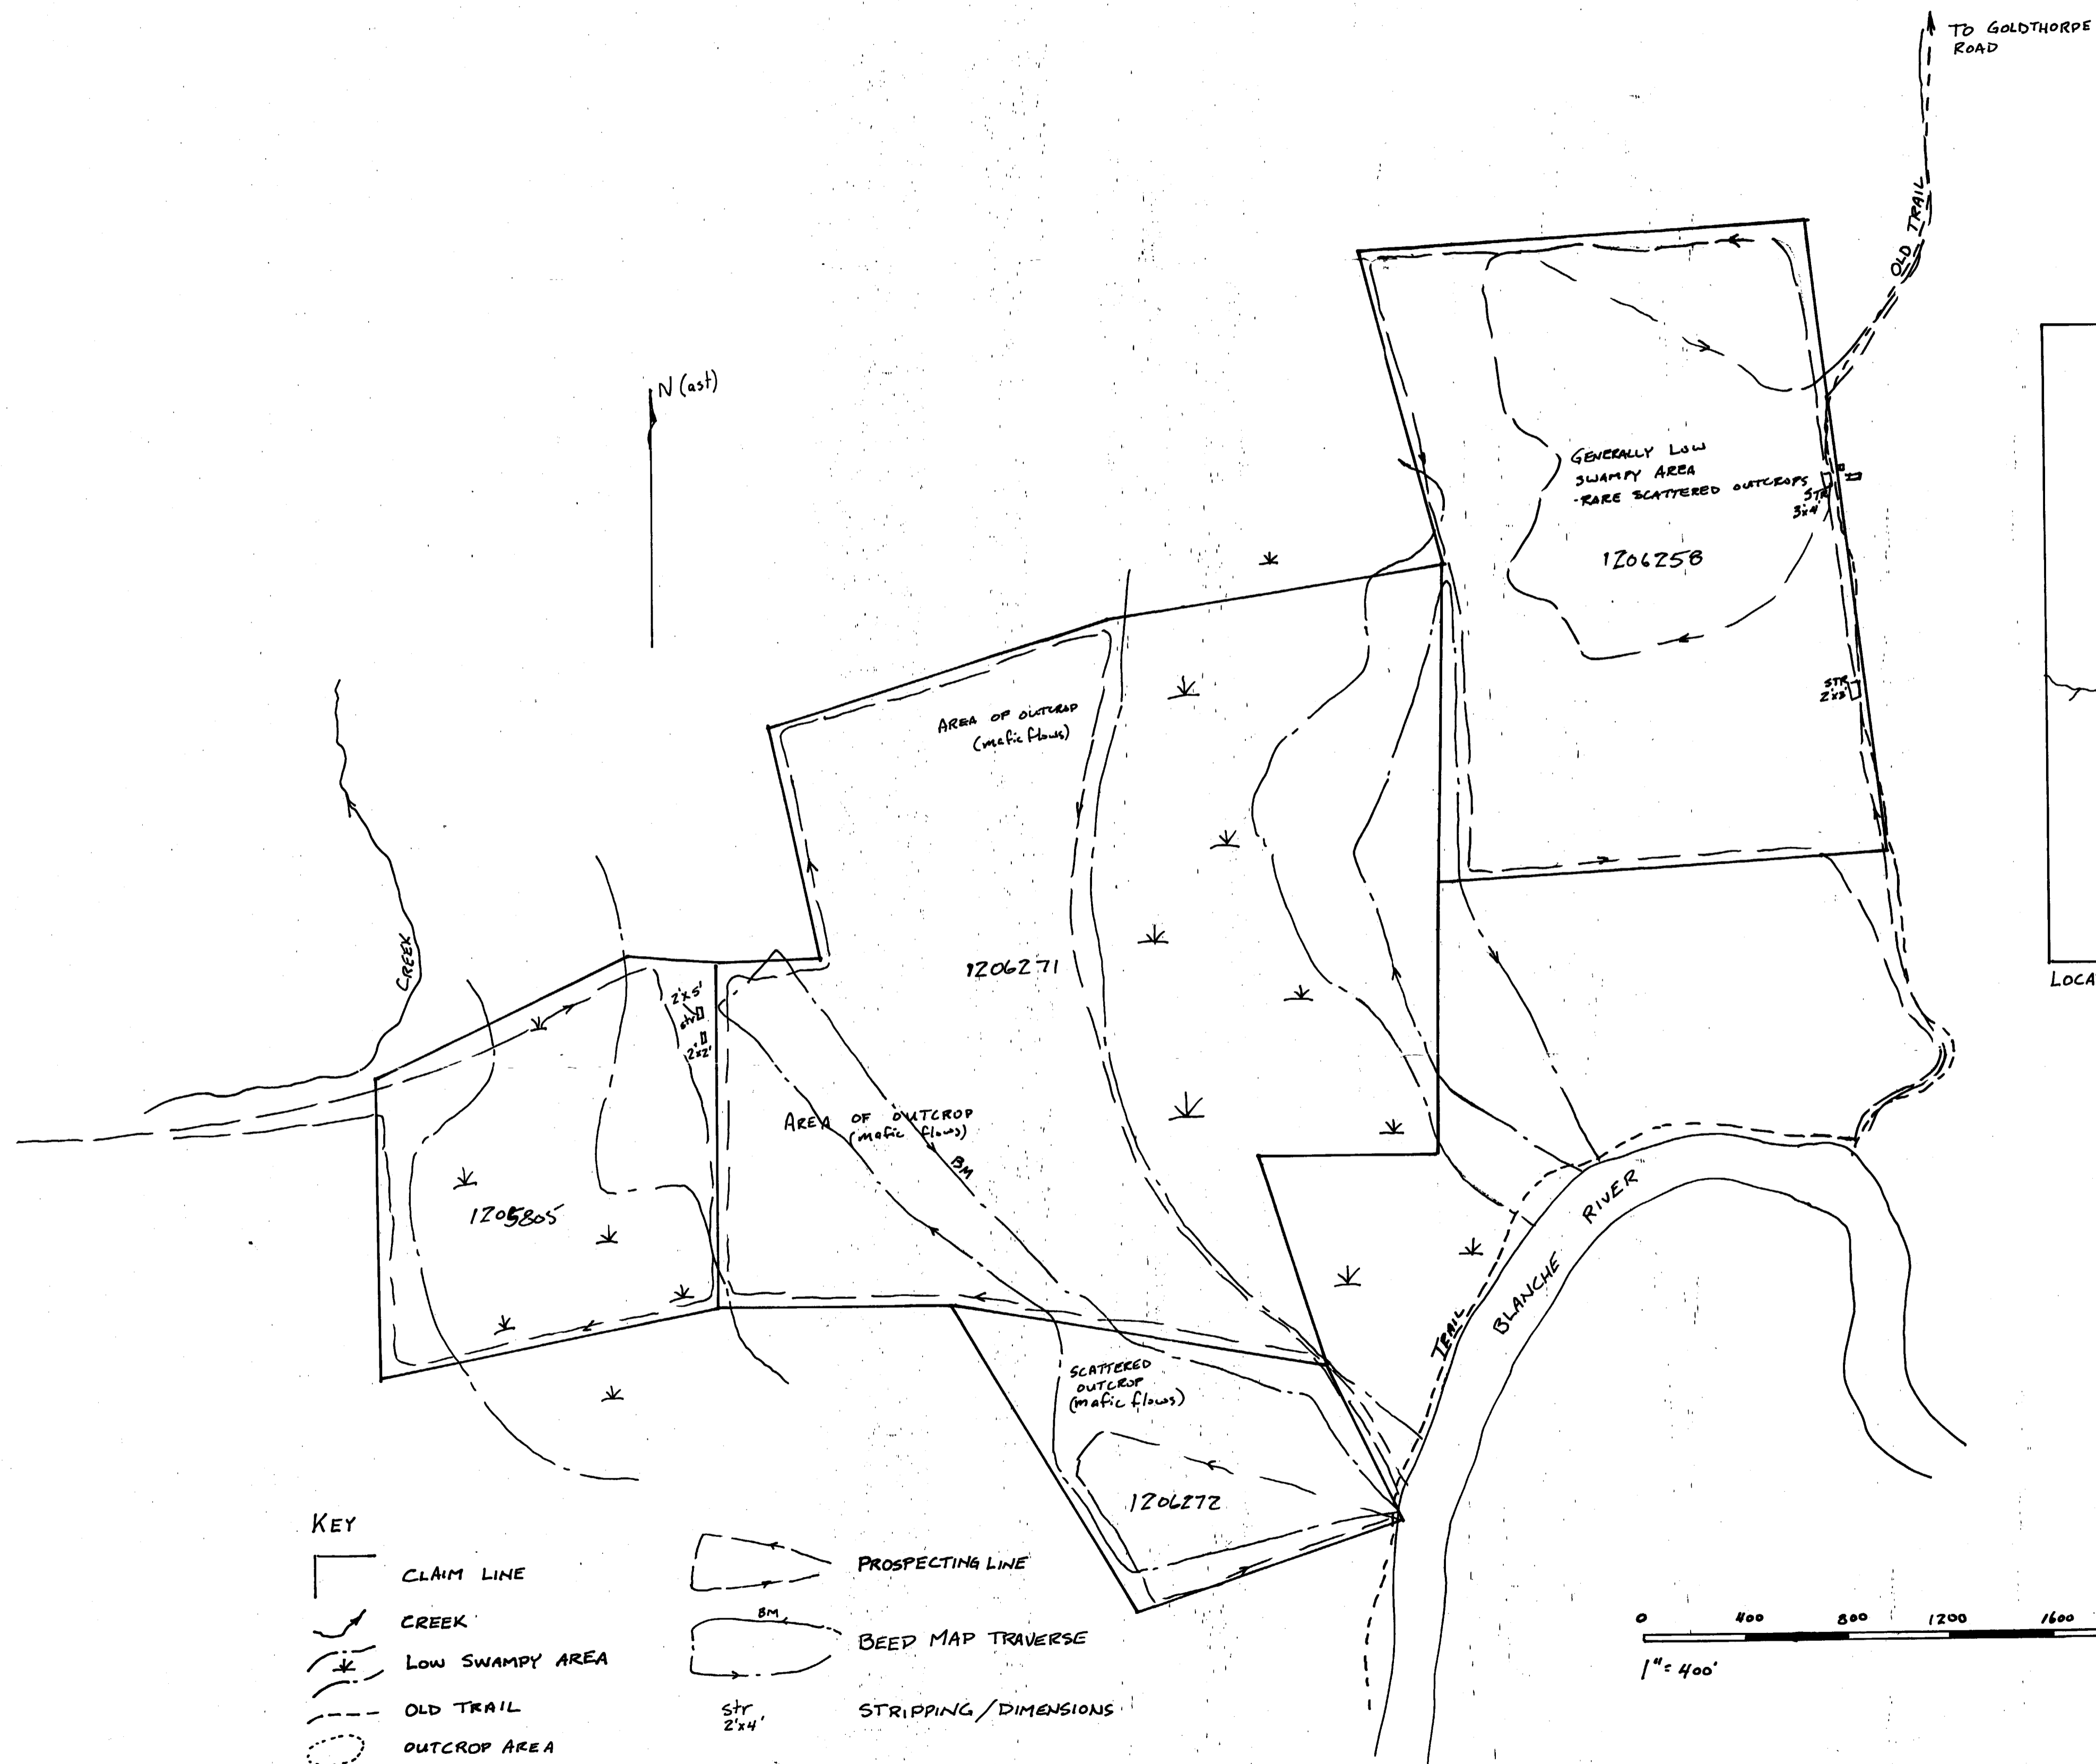 TO GOLDTHORPE
ROAD
OLD TRAIL
N (ast)
GENERALLY LOW
SWAMPY AREA
-RARE SCATTERED OUTCROPS
STR
3'x4'
1206258
STR
2'x3'
AREA OF OUTCROP
(mafic flows)
CREEK
1206271
2'x5'
str
2'x2'
AREA OF OUTCROP
(mafic flows)
BM
1205805
RIVER
BLANCHE
TRAIL
SCATTERED
OUTCROP
(mafic flows)
1206272
LOCA
KEY
CLAIM LINE
CREEK
LOW SWAMPY AREA
OLD TRAIL
OUTCROP AREA
PROSPECTING LINE
BM
BEEP MAP TRAVERSE
str
2'x4'
STRIPPING/DIMENSIONS
0 400 800 1200 1600
1"=400'